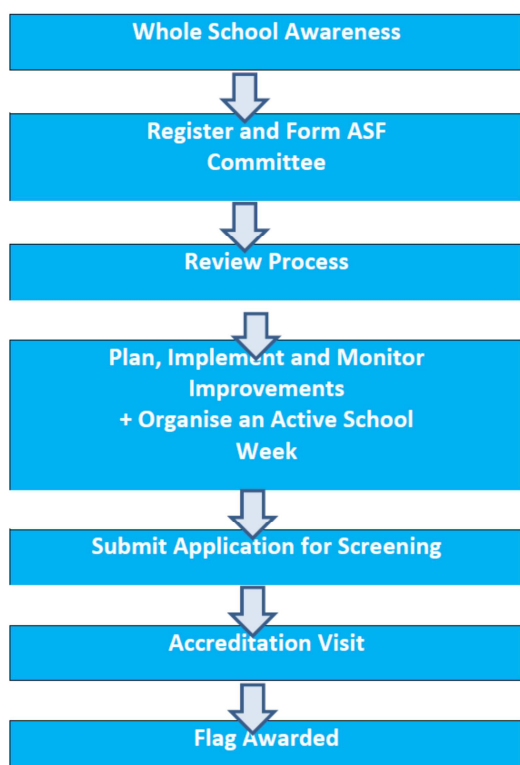 Whole School Awareness
Register and Form ASF
Committee
Review Process
Plan, Implement and Monitor
Improvements
+ Organise an Active School
Week
Submit Application for Screening
Accreditation Visit
Flag Awarded